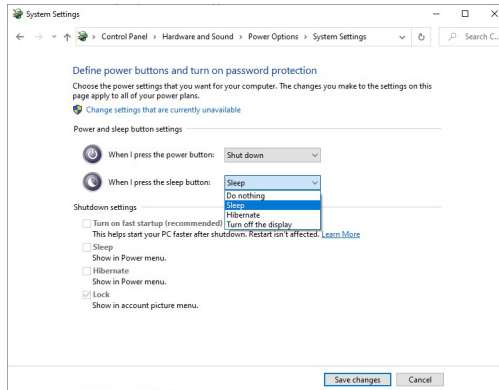 System Settings
Control Panel > Hardware and Sound > Power Options > System Settings
Search C...
Define power buttons and turn on password protection
Choose the power settings that you want for your computer. The changes you make to the settings on this
page apply to all of your power plans.
Change settings that are currently unavailable
Power and sleep button settings
When I press the power button: Shut down
When I press the sleep button: Sleep
Do nothing
Sleep
Hibernate
Turn off the display
Shutdown settings
Turn on fast startup (recommended)
This helps start your PC faster after shutdown. Restart isn't affected. Learn More
Sleep
Show in Power menu.
Hibernate
Show in Power menu.
Lock
Show in account picture menu.
Save changes Cancel